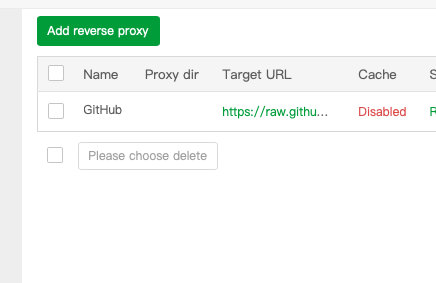 Add reverse proxy
Name Proxy dir Target URL Cache S
GitHub https://raw.githu... Disabled R
Please choose delete